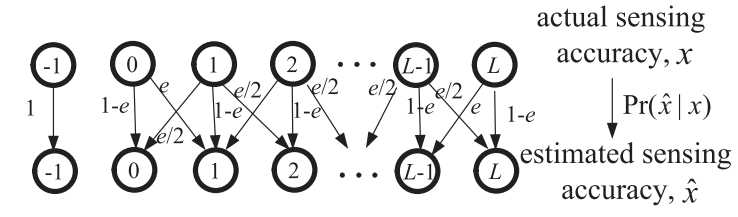 actual sensing
accuracy, x
-1 0 1 2 ··· L-1 L
e e/2 e/2 e/2 e/2 e
1 1-e 1-e 1-e 1-e 1-e
e/2
Pr(x̂ | x)
-1 0 1 2 ··· L-1 L
estimated sensing
accuracy, x̂